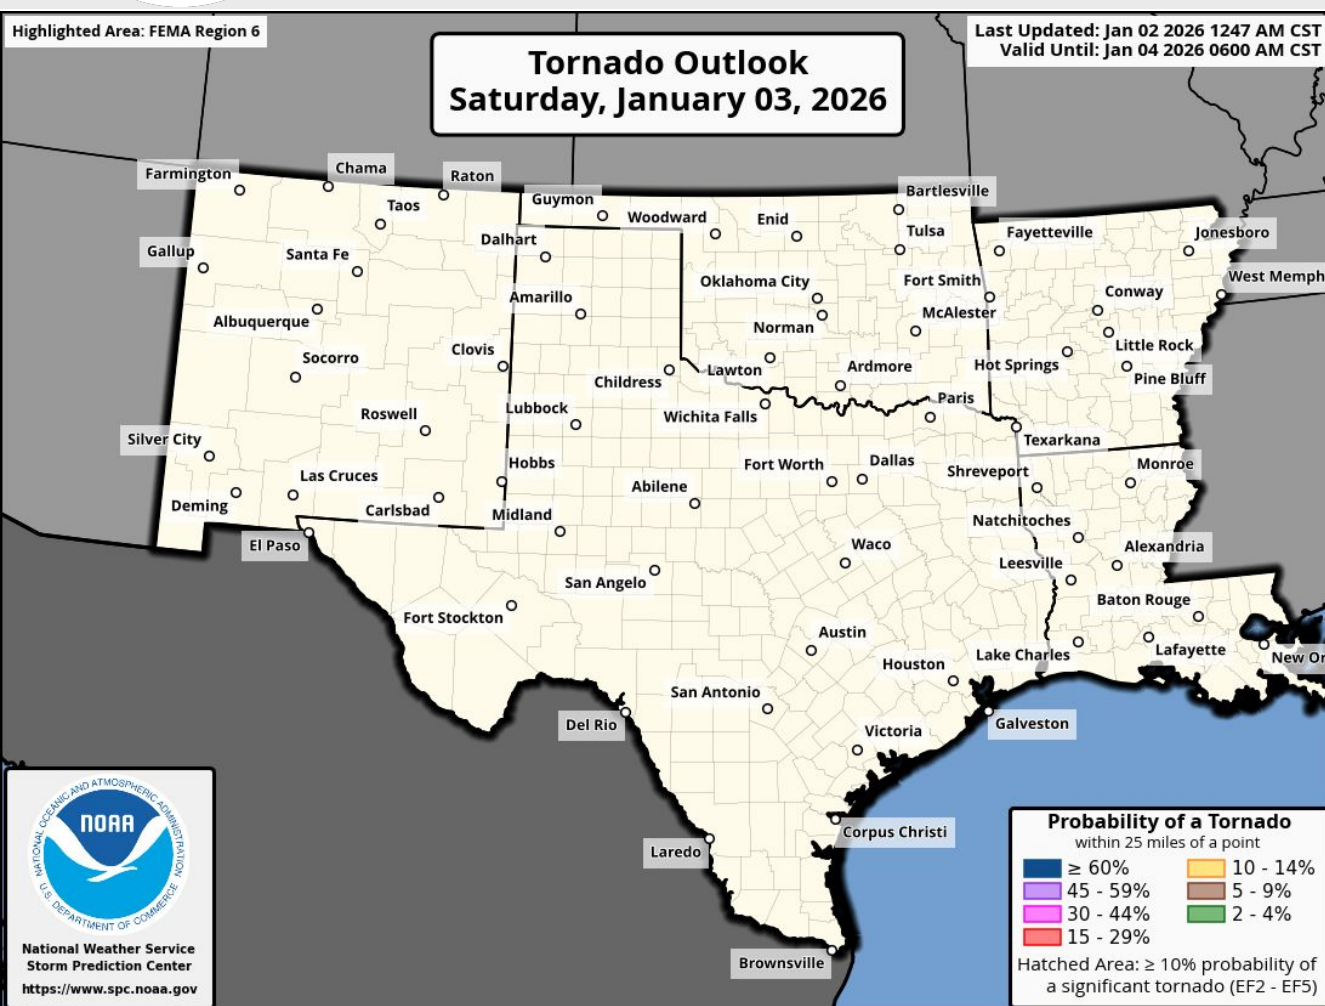 Highlighted Area: FEMA Region 6
Last Updated: Jan 02 2026 1247 AM CST
Valid Until: Jan 04 2026 0600 AM CST
Tornado Outlook
Saturday, January 03, 2026
Farmington
Chama
Raton
Taos
Guymon
Woodward
Enid
Bartlesville
Tulsa
Fayetteville
Jonesboro
Gallup
Santa Fe
Dalhart
Oklahoma City
Fort Smith
Conway
West Memph
Albuquerque
Amarillo
Norman
McAlester
Little Rock
Socorro
Clovis
Childress
Lawton
Ardmore
Hot Springs
Pine Bluff
Roswell
Lubbock
Wichita Falls
Paris
Texarkana
Silver City
Las Cruces
Hobbs
Fort Worth
Dallas
Shreveport
Monroe
Deming
Carlsbad
Midland
Abilene
Natchitoches
El Paso
San Angelo
Waco
Leesville
Alexandria
Fort Stockton
Austin
Baton Rouge
Houston
Lake Charles
Lafayette
New Or
Del Rio
San Antonio
Victoria
Galveston
Laredo
Corpus Christi
Brownsville
NATIONAL OCEANIC AND ATMOSPHERIC ADMINISTRATION
NOAA
U.S. DEPARTMENT OF COMMERCE
National Weather Service
Storm Prediction Center
https://www.spc.noaa.gov
Probability of a Tornado
within 25 miles of a point
≥ 60%
10 - 14%
45 - 59%
5 - 9%
30 - 44%
2 - 4%
15 - 29%
Hatched Area: ≥ 10% probability of
a significant tornado (EF2 - EF5)